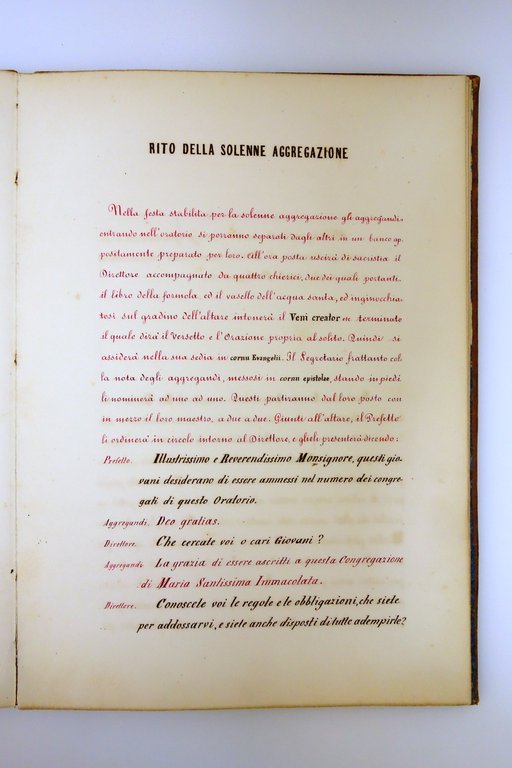 RITO DELLA SOLENNE AGGREGAZIONE
Nella festa stabilita per la solenne aggregazione gli aggregandi,
entrando nell'oratorio si porranno separati dagli altri in un banco ap-
positamente preparato per loro. All'ora posta uscirà di sacristia il
Direttore accompagnato da quattro chierici, due dei quali portanti
il libro della formola, ed il vasello dell'acqua santa, ed inginocchia-
tosi sul gradino dell'altare intonerà il Veni creator etc terminato
il quale dirà il Versetto e l'Orazione propria al solito. Quindi si
assiderà nella sua sedia in cornu Evangelii. Il Segretario frattanto col
la nota degli aggregandi, messosi in cornu epistolae, stando in piedi
li nominerà ad uno ad uno. Questi partiranno dal loro posto con
in mezzo il loro maestro, a due a due. Giunti all'altare, il Prefetto
li ordinerà in circolo intorno al Direttore, e glieli presenterà dicendo:
Prefetto. Illustrissimo e Reverendissimo Monsignore, questi gio-
vani desiderano di essere ammessi nel numero dei congre-
gati di questo Oratorio.
Aggregandi. Deo gratias.
Direttore. Che cercate voi o cari Giovani?
Aggregandi La grazia di essere ascritti a questa Congregazione
di Maria Santissima Immacolata.
Direttore. Conoscete voi le regole e le obbligazioni, che siete
per addossarvi, e siete anche disposti di tutte adempirle?